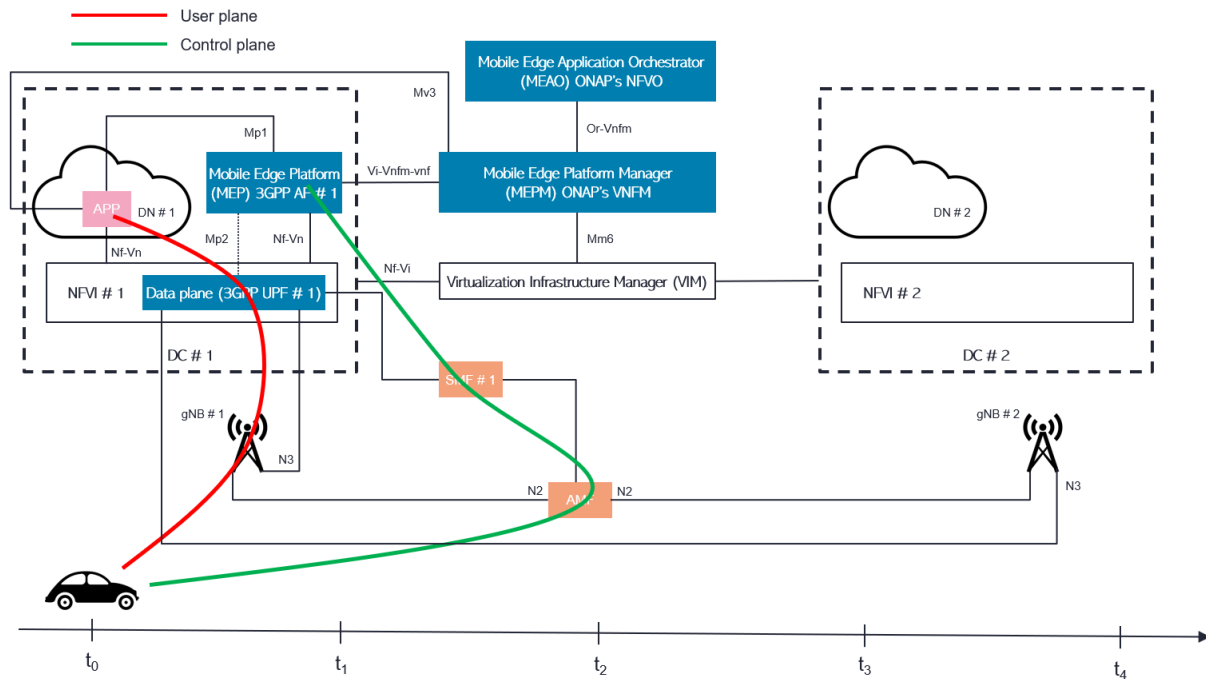 User plane
Control plane
Mobile Edge Application Orchestrator
(MEAO) ONAP's NFVO
Mv3
Or-Vnfm
Mp1
Mobile Edge Platform
(MEP) 3GPP AF # 1
Vi-Vnfm-vnf
Mobile Edge Platform Manager
(MEPM) ONAP's VNFM
APP
DN # 1
DN # 2
Mp2
Nf-Vn
Nf-Vn
Mm6
Nf-Vi
Virtualization Infrastructure Manager (VIM)
NFVI # 1
Data plane (3GPP UPF # 1)
NFVI # 2
DC # 1
DC # 2
SMF # 1
gNB # 1
gNB # 2
N3
N2
AMF
N2
N3
t0
t1
t2
t3
t4